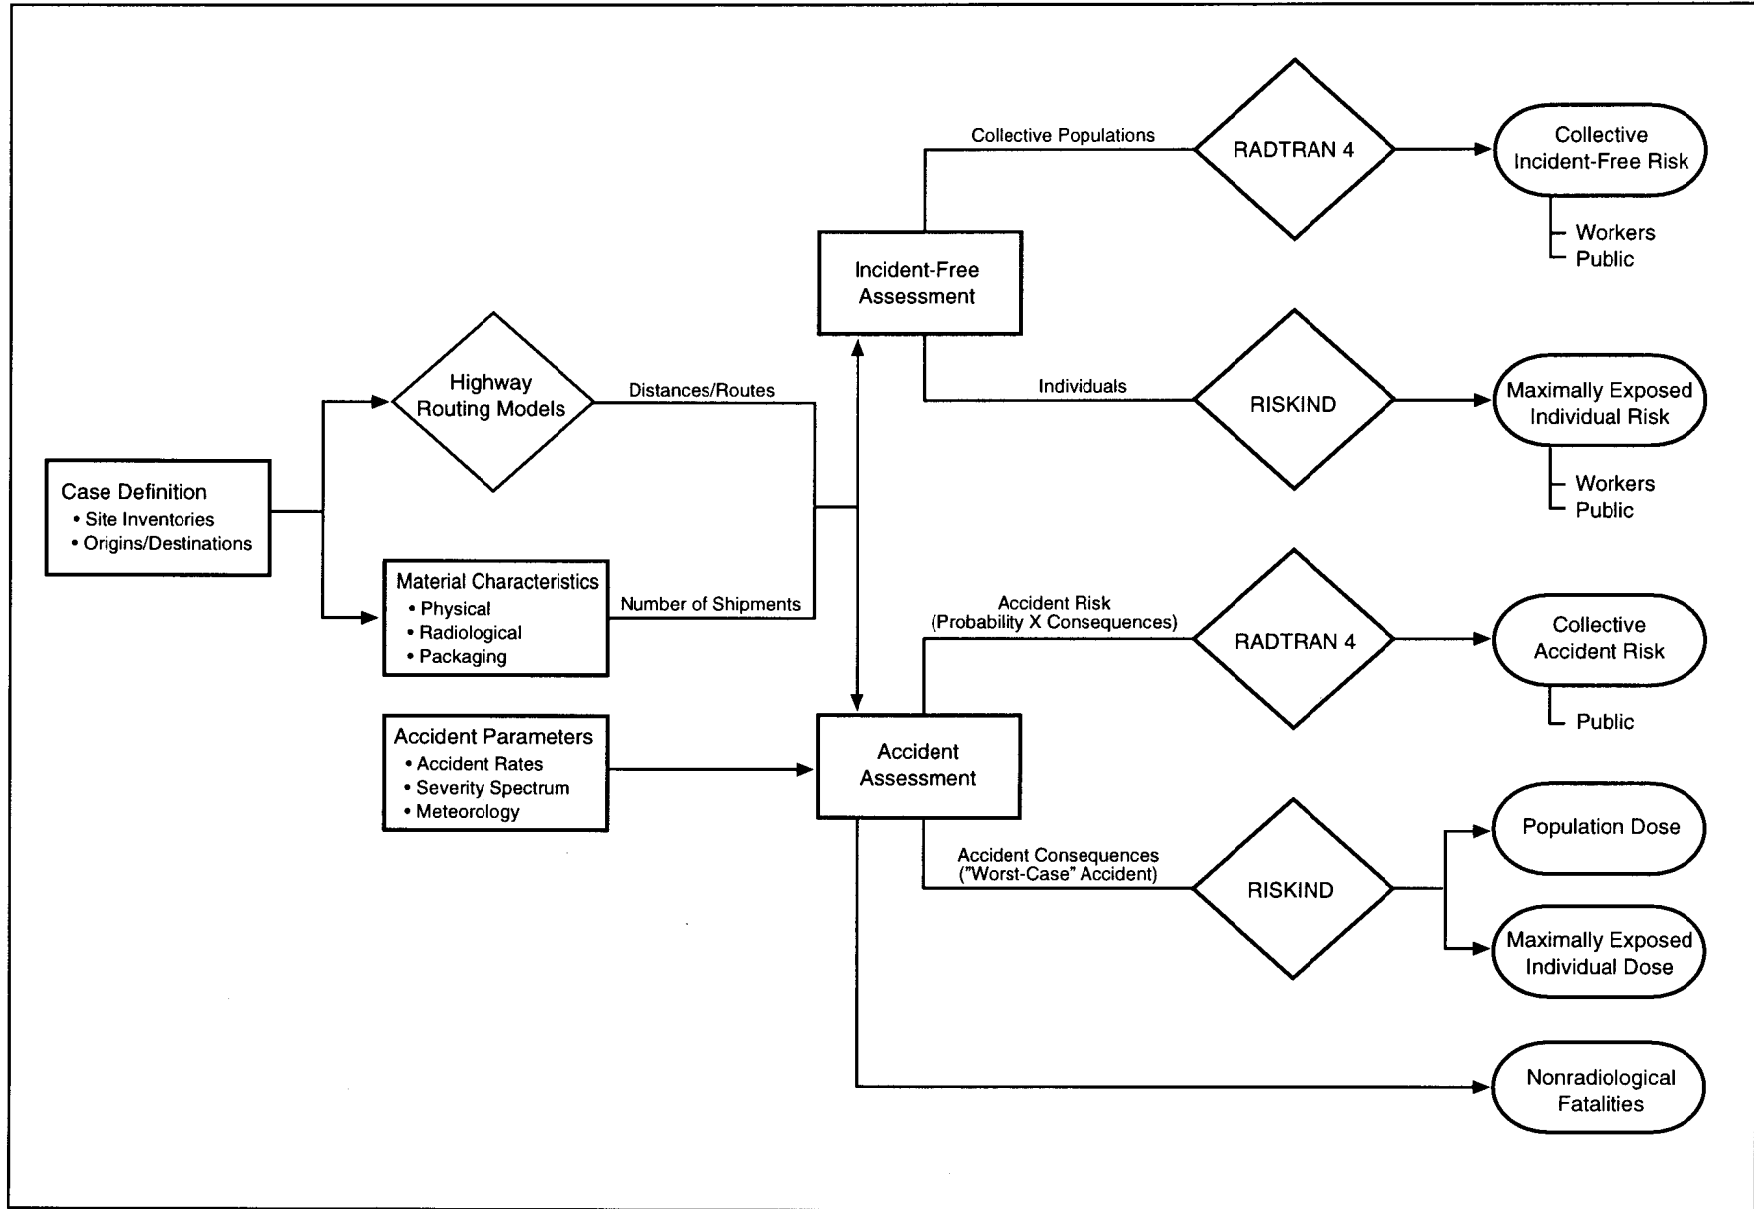 Collective Populations
RADTRAN 4
Collective
Incident-Free Risk
Workers
Public
Incident-Free
Assessment
Individuals
RISKIND
Maximally Exposed
Individual Risk
Workers
Public
Highway
Routing Models
Distances/Routes
Case Definition
• Site Inventories
• Origins/Destinations
Material Characteristics
• Physical
• Radiological
• Packaging
Number of Shipments
Accident Risk
(Probability X Consequences)
RADTRAN 4
Collective
Accident Risk
Public
Accident Parameters
• Accident Rates
• Severity Spectrum
• Meteorology
Accident
Assessment
Accident Consequences
("Worst-Case" Accident)
RISKIND
Population Dose
Maximally Exposed
Individual Dose
Nonradiological
Fatalities